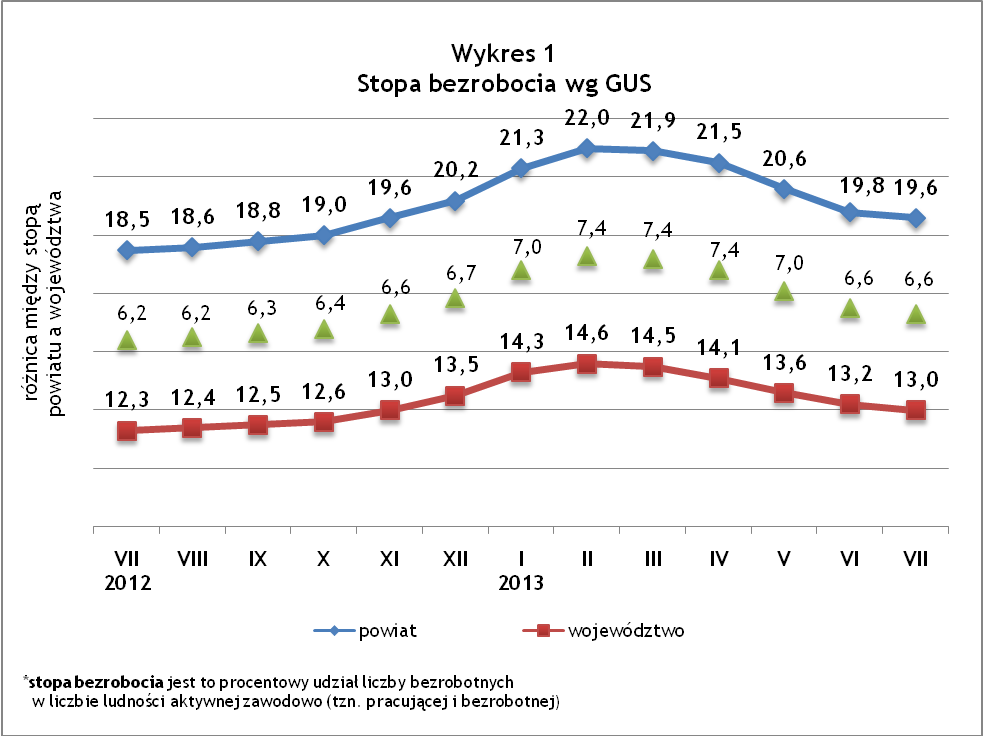 Wykres 1
Stopa bezrobocia wg GUS
różnica między stopą
powiatu a województwa
18,5 18,6 18,8 19,0 19,6 20,2 21,3 22,0 21,9 21,5 20,6 19,8 19,6
6,2 6,2 6,3 6,4 6,6 6,7 7,0 7,4 7,4 7,4 7,0 6,6 6,6
12,3 12,4 12,5 12,6 13,0 13,5 14,3 14,6 14,5 14,1 13,6 13,2 13,0
VII VIII IX X XI XII I II III IV V VI VII
2012 2013
powiat województwo
*stopa bezrobocia jest to procentowy udział liczby bezrobotnych
w liczbie ludności aktywnej zawodowo (tzn. pracującej i bezrobotnej)